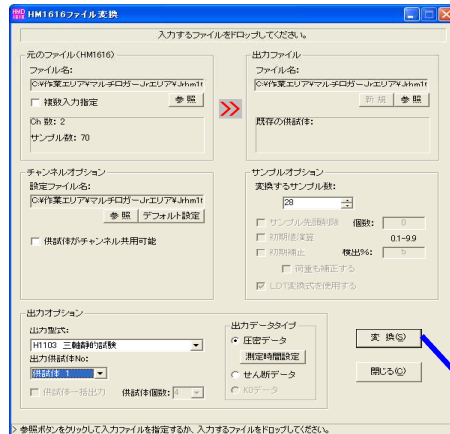 HM1616ファイル変換
入力するファイルをドロップしてください。
元のファイル(HM1616)
ファイル名:
C:¥作業エリア¥マルチロガーJrエリア¥Jrhm1t
複数入力指定
参照
Ch 数: 2
サンプル数: 70
出力ファイル
ファイル名:
C:¥作業エリア¥マルチロガーJrエリア¥Jrhm1t
新 規
参照
既存の供試体:
チャンネルオプション
設定ファイル名:
C:¥作業エリア¥マルチロガーJrエリア¥Jrhm1t
参照
デフォルト設定
供試体がチャンネル共用可能
サンプルオプション
変換するサンプル数:
28
サンプル先頭削除 個数: 0
初期値演算 0.1-9.9
初期補止 検出%: 5
荷重も補正する
LDT変換式を使用する
出力オプション
出力型式:
H1103 三軸静的試験
出力供試体No:
供試体 1
供試体一括出力 供試体個数: 4
出力データタイプ
圧密データ
測定時間設定
せん断データ
K0データ
変 換(S)
閉じる(C)
> 参照ボタンをクリックして入力ファイルを指定するか、入力するファイルをドロップしてください。